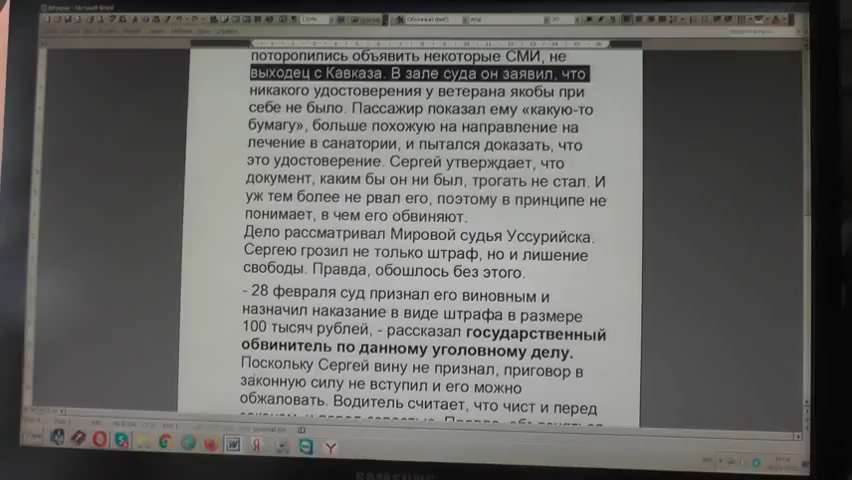 поторопились объявить некоторые СМИ, не
выходец с Кавказа. В зале суда он заявил, что
никакого удостоверения у ветерана якобы при
себе не было. Пассажир показал ему «какую-то
бумагу», больше похожую на направление на
лечение в санатории, и пытался доказать, что
это удостоверение. Сергей утверждает, что
документ, каким бы он ни был, трогать не стал. И
уж тем более не рвал его, поэтому в принципе не
понимает, в чем его обвиняют.
Дело рассматривал Мировой судья Уссурийска.
Сергею грозил не только штраф, но и лишение
свободы. Правда, обошлось без этого.
- 28 февраля суд признал его виновным и
назначил наказание в виде штрафа в размере
100 тысяч рублей, - рассказал государственный
обвинитель по данному уголовному делу.
Поскольку Сергей вину не признал, приговор в
законную силу не вступил и его можно
обжаловать. Водитель считает, что чист и перед
SAMSUNG